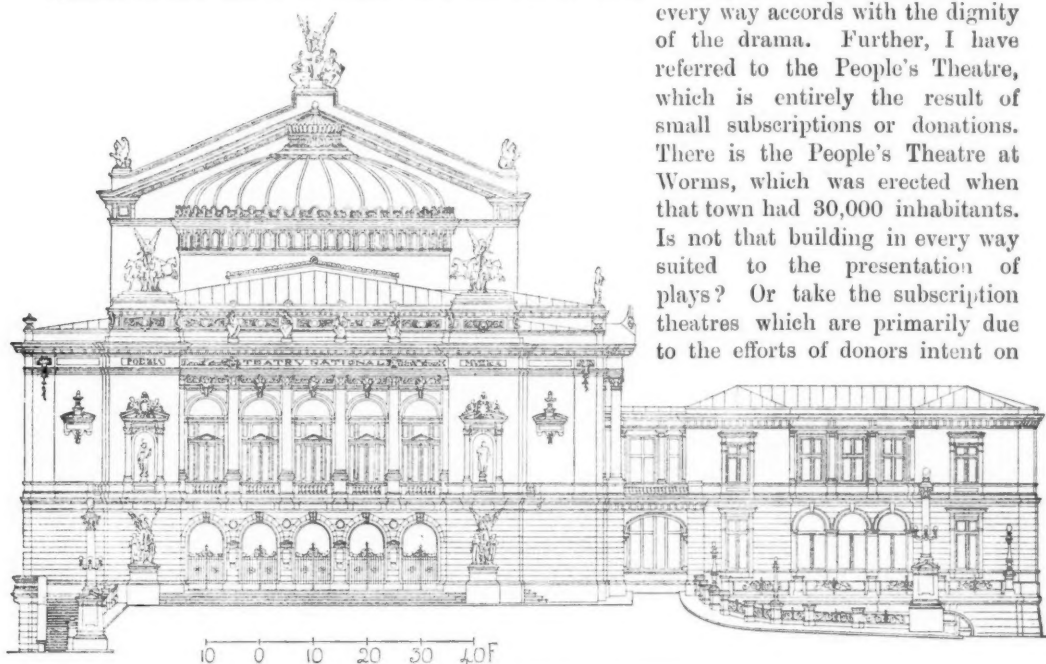 every way accords with the dignity
of the drama. Further, I have
referred to the People's Theatre,
which is entirely the result of
small subscriptions or donations.
There is the People's Theatre at
Worms, which was erected when
that town had 30,000 inhabitants.
Is not that building in every way
suited to the presentation of
plays? Or take the subscription
theatres which are primarily due
to the efforts of donors intent on
10 0 10 20 30 40F